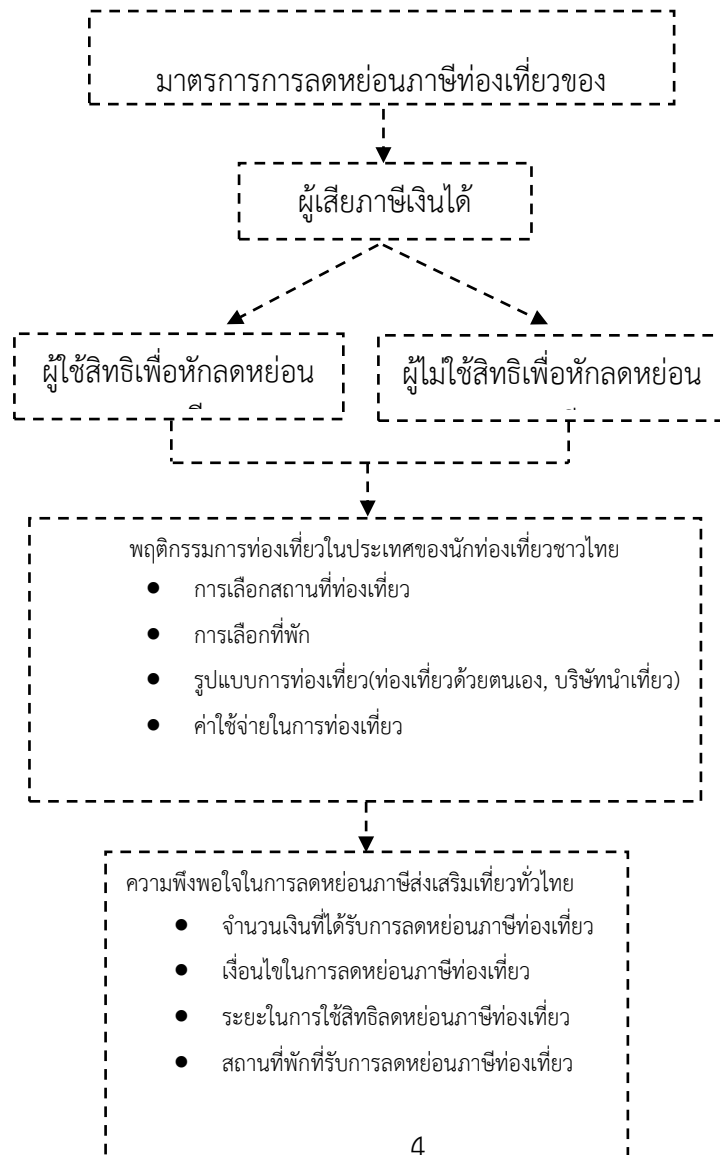 มาตรการการลดหย่อนภาษีท่องเที่ยวของ
ผู้เสียภาษีเงินได้
ผู้ใช้สิทธิเพื่อหักลดหย่อน
ผู้ไม่ใช้สิทธิเพื่อหักลดหย่อน
พฤติกรรมการท่องเที่ยวในประเทศของนักท่องเที่ยวชาวไทย
● การเลือกสถานที่ท่องเที่ยว
● การเลือกที่พัก
● รูปแบบการท่องเที่ยว(ท่องเที่ยวด้วยตนเอง, บริษัทนำเที่ยว)
● ค่าใช้จ่ายในการท่องเที่ยว
ความพึงพอใจในการลดหย่อนภาษีส่งเสริมเที่ยวทั่วไทย
● จำนวนเงินที่ได้รับการลดหย่อนภาษีท่องเที่ยว
● เงื่อนไขในการลดหย่อนภาษีท่องเที่ยว
● ระยะในการใช้สิทธิลดหย่อนภาษีท่องเที่ยว
● สถานที่พักที่รับการลดหย่อนภาษีท่องเที่ยว
4